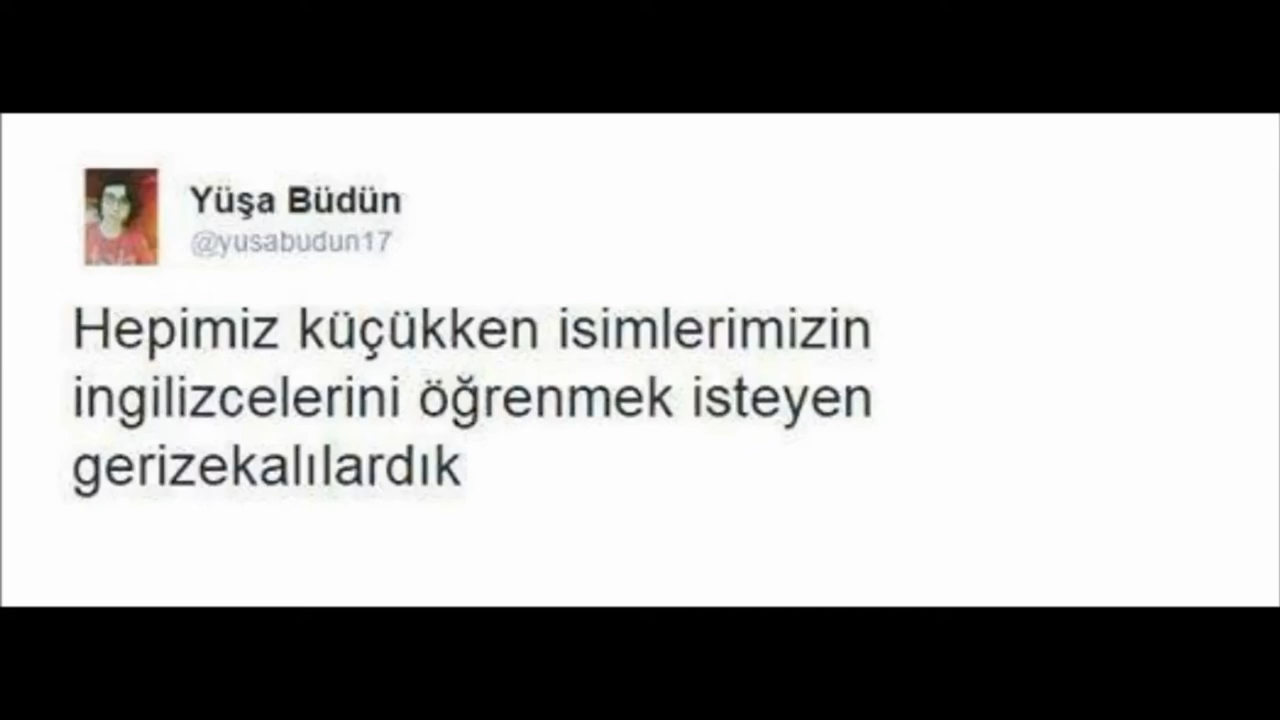 Yüşa Büdün
@yusabudun17
Hepimiz küçükken isimlerimizin
ingilizcelerini öğrenmek isteyen
gerizekalılardık